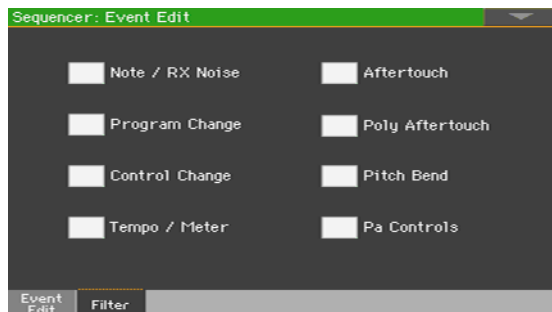 Sequencer: Event Edit
Note / RX Noise
Aftertouch
Program Change
Poly Aftertouch
Control Change
Pitch Bend
Tempo / Meter
Pa Controls
Event
Edit
Filter